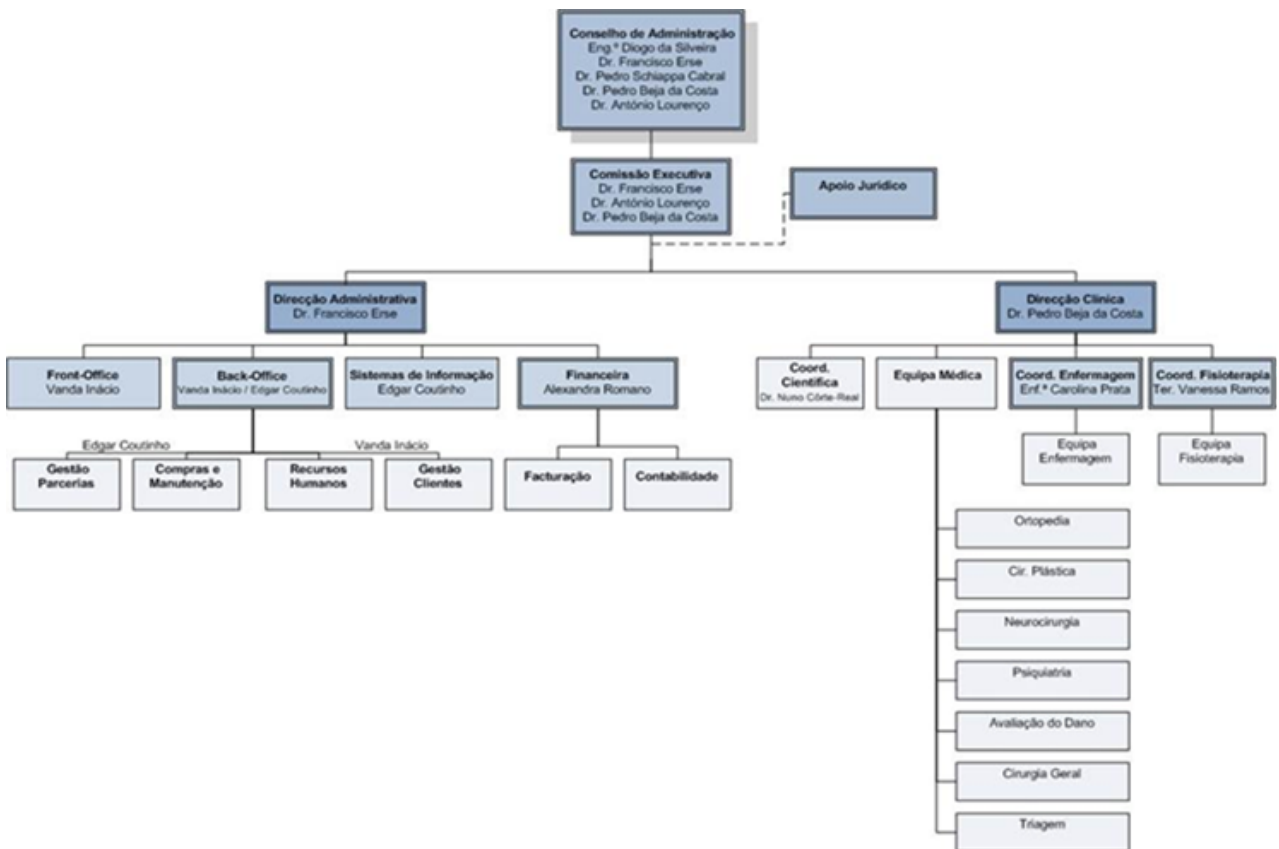 Conselho de Administração
Eng.º Diogo da Silveira
Dr. Francisco Erse
Dr. Pedro Schiappa Cabral
Dr. Pedro Beja da Costa
Dr. António Lourenço
Comissão Executiva
Dr. Francisco Erse
Dr. António Lourenço
Dr. Pedro Beja da Costa
Apoio Jurídico
Direcção Administrativa
Dr. Francisco Erse
Direcção Clínica
Dr. Pedro Beja da Costa
Front-Office
Vanda Inácio
Back-Office
Vanda Inácio / Edgar Coutinho
Sistemas de Informação
Edgar Coutinho
Financeira
Alexandra Romano
Coord.
Científica
Dr. Nuno Côrte-Real
Equipa Médica
Coord. Enfermagem
Enf.ª Carolina Prata
Coord. Fisioterapia
Ter. Vanessa Ramos
Edgar Coutinho
Vanda Inácio
Gestão
Parcerias
Compras e
Manutenção
Recursos
Humanos
Gestão
Clientes
Facturação
Contabilidade
Equipa
Enfermagem
Equipa
Fisioterapia
Ortopedia
Cir. Plástica
Neurocirurgia
Psiquiatria
Avaliação do Dano
Cirurgia Geral
Triagem